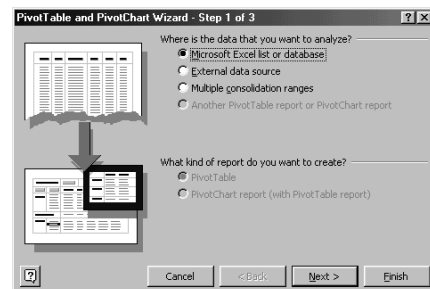 PivotTable and PivotChart Wizard - Step 1 of 3
Where is the data that you want to analyze?
Microsoft Excel list or database
External data source
Multiple consolidation ranges
Another PivotTable report or PivotChart report
What kind of report do you want to create?
PivotTable
PivotChart report (with PivotTable report)
Cancel
< Back
Next >
Finish